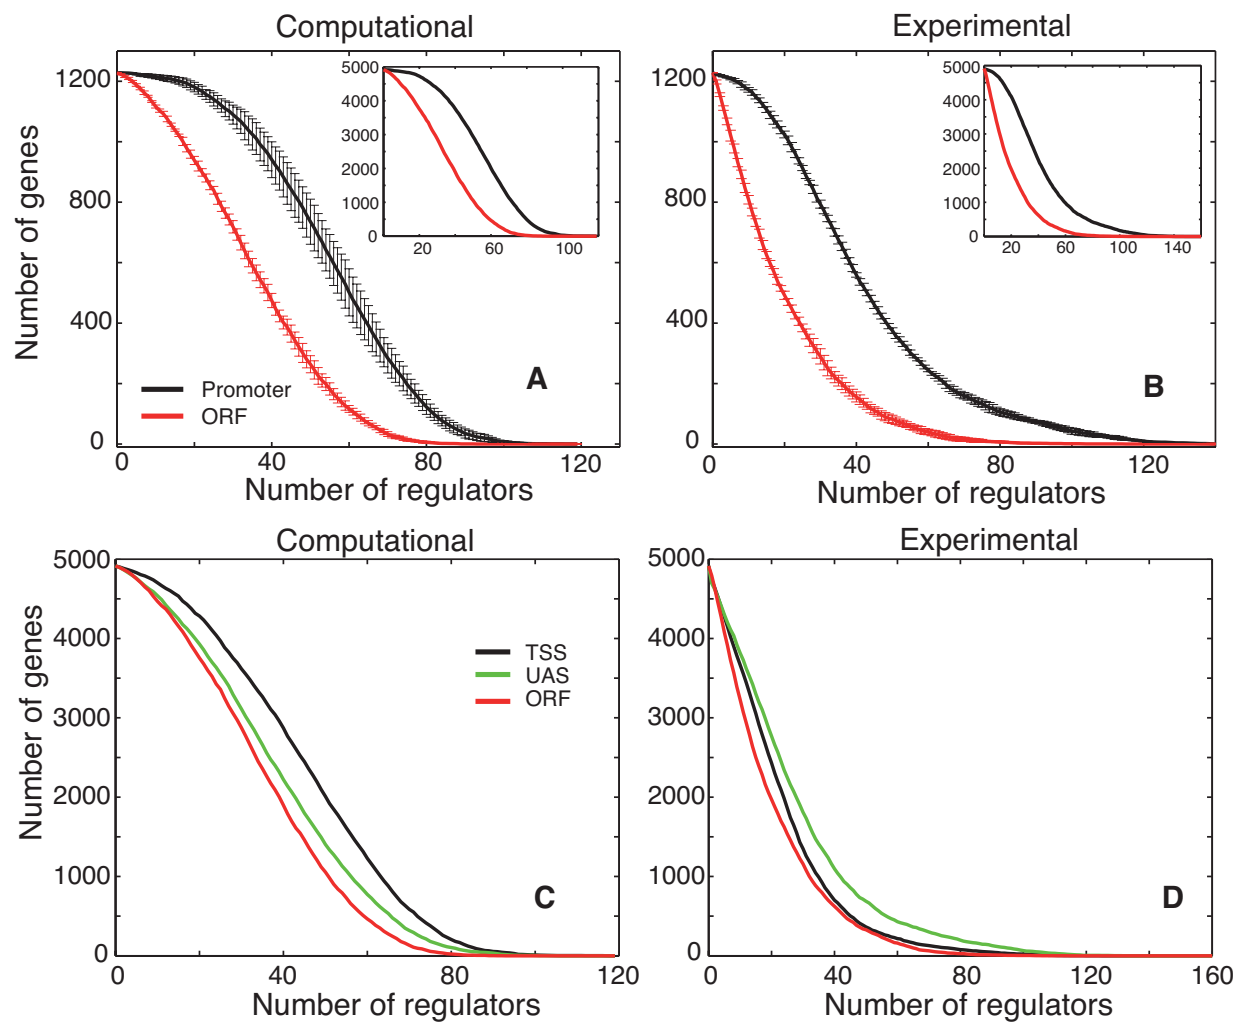 Computational
Number of genes
1200
800
400
0
0
40
80
120
Number of regulators
5000
4000
3000
2000
1000
0
20
60
100
Promoter
ORF
A
Experimental
1200
800
400
0
0
40
80
120
Number of regulators
5000
4000
3000
2000
1000
0
20
60
100
140
B
Computational
Number of genes
5000
4000
3000
2000
1000
0
0
40
80
120
Number of regulators
TSS
UAS
ORF
C
Experimental
5000
4000
3000
2000
1000
0
0
40
80
120
160
Number of regulators
D